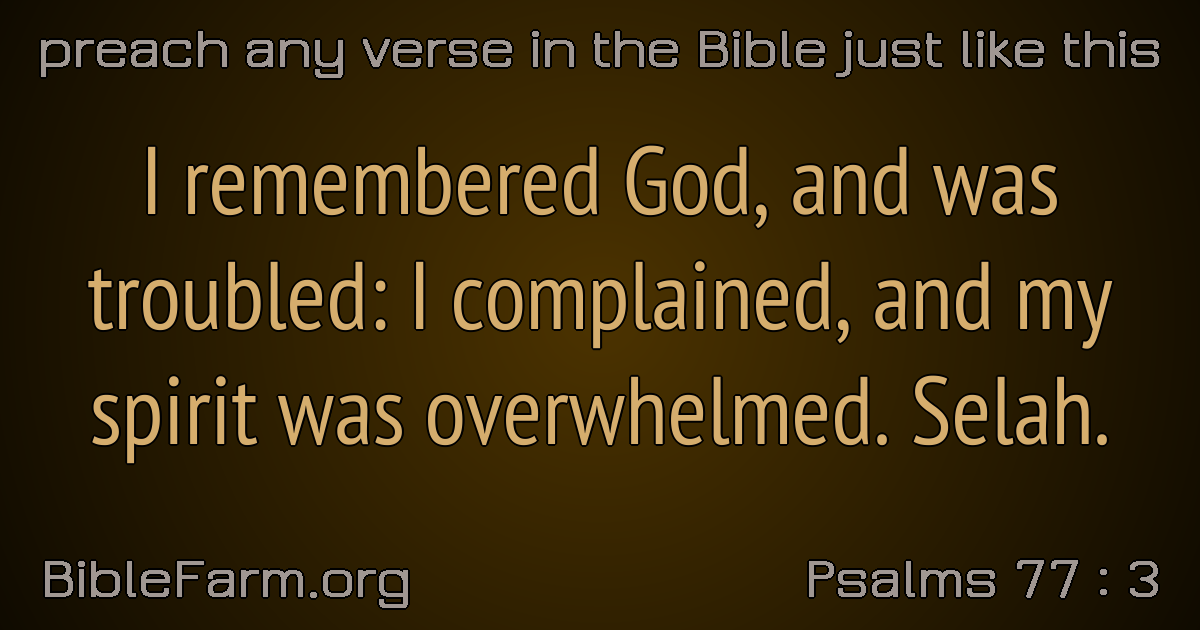 preach any verse in the Bible just like this
I remembered God, and was
troubled: I complained, and my
spirit was overwhelmed. Selah.
BibleFarm.org
Psalms 77 : 3